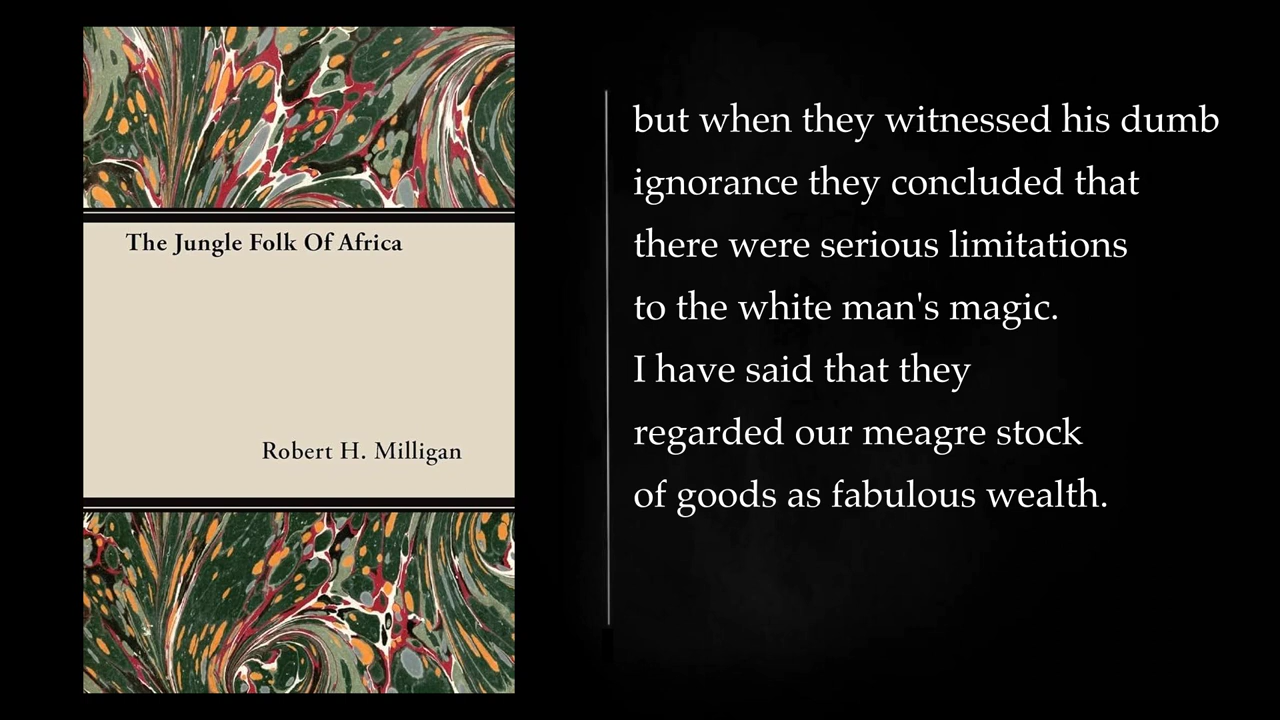 The Jungle Folk Of Africa
Robert H. Milligan
but when they witnessed his dumb
ignorance they concluded that
there were serious limitations
to the white man's magic.
I have said that they
regarded our meagre stock
of goods as fabulous wealth.